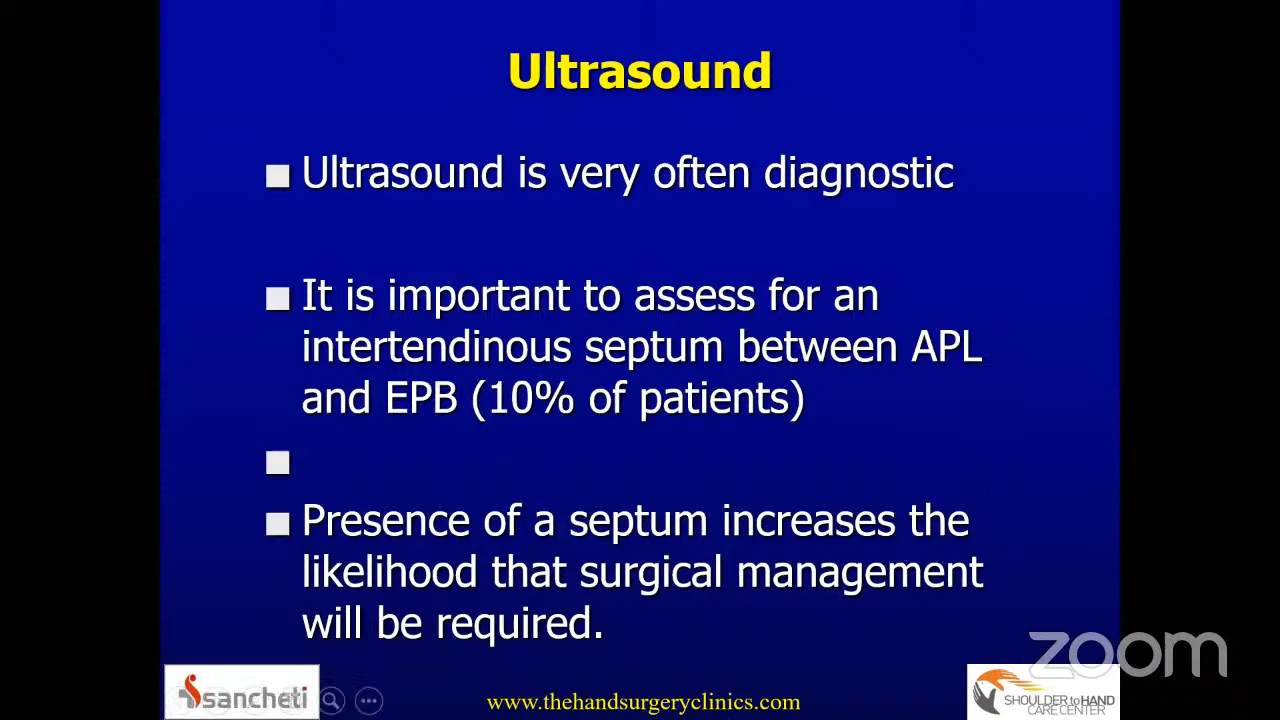 Ultrasound
Ultrasound is very often diagnostic
It is important to assess for an
intertendinous septum between APL
and EPB (10% of patients)
Presence of a septum increases the
likelihood that surgical management
will be required.
zoom
sancheti
www.thehandsurgeryclinics.com
SHOULDER to HAND
CARE CENTER